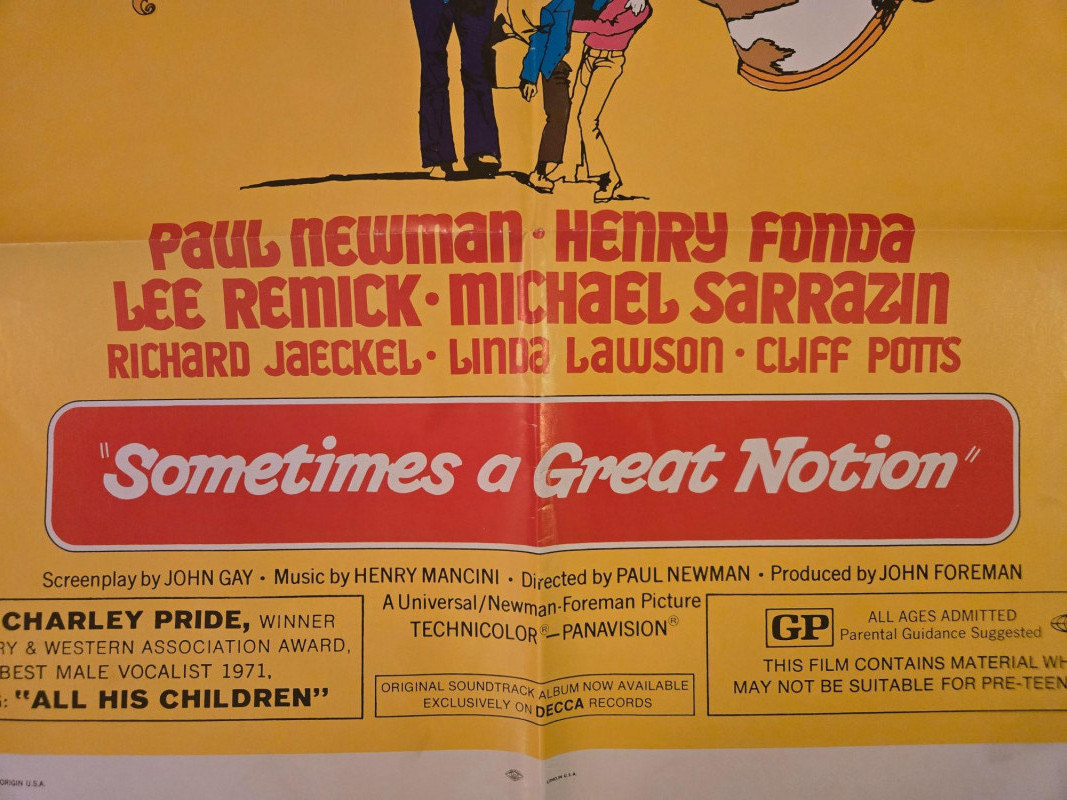 PAUL NEWMAN • HENRY FONDA
LEE REMICK • MICHAEL SARRAZIN
RICHARD JAECKEL • LINDA LAWSON • CLIFF POTTS
"Sometimes a Great Notion"
Screenplay by JOHN GAY • Music by HENRY MANCINI • Directed by PAUL NEWMAN • Produced by JOHN FOREMAN
A Universal/Newman-Foreman Picture
TECHNICOLOR®—PANAVISION®
CHARLEY PRIDE, WINNER
RY & WESTERN ASSOCIATION AWARD,
BEST MALE VOCALIST 1971,
: "ALL HIS CHILDREN"
ORIGINAL SOUNDTRACK ALBUM NOW AVAILABLE
EXCLUSIVELY ON DECCA RECORDS
GP
ALL AGES ADMITTED
Parental Guidance Suggested
THIS FILM CONTAINS MATERIAL WH
MAY NOT BE SUITABLE FOR PRE-TEEN
ORIGIN U.S.A.